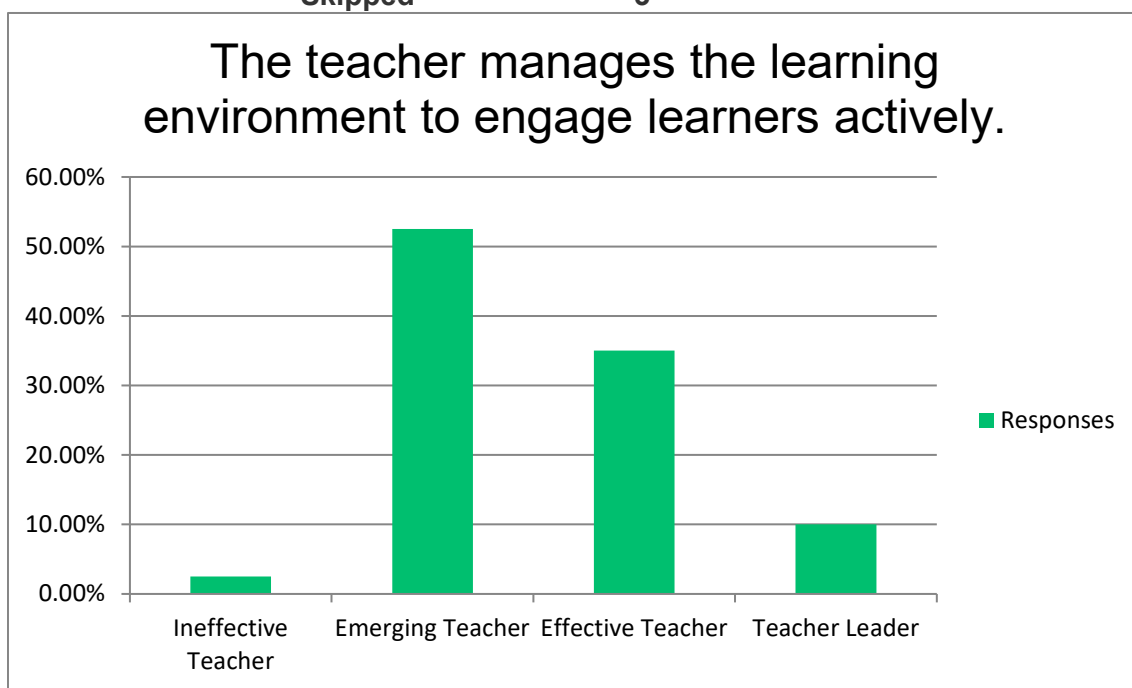 Skipped
The teacher manages the learning
environment to engage learners actively.
60.00%
50.00%
40.00%
30.00%
20.00%
10.00%
0.00%
Ineffective
Teacher
Emerging Teacher
Effective Teacher
Teacher Leader
Responses